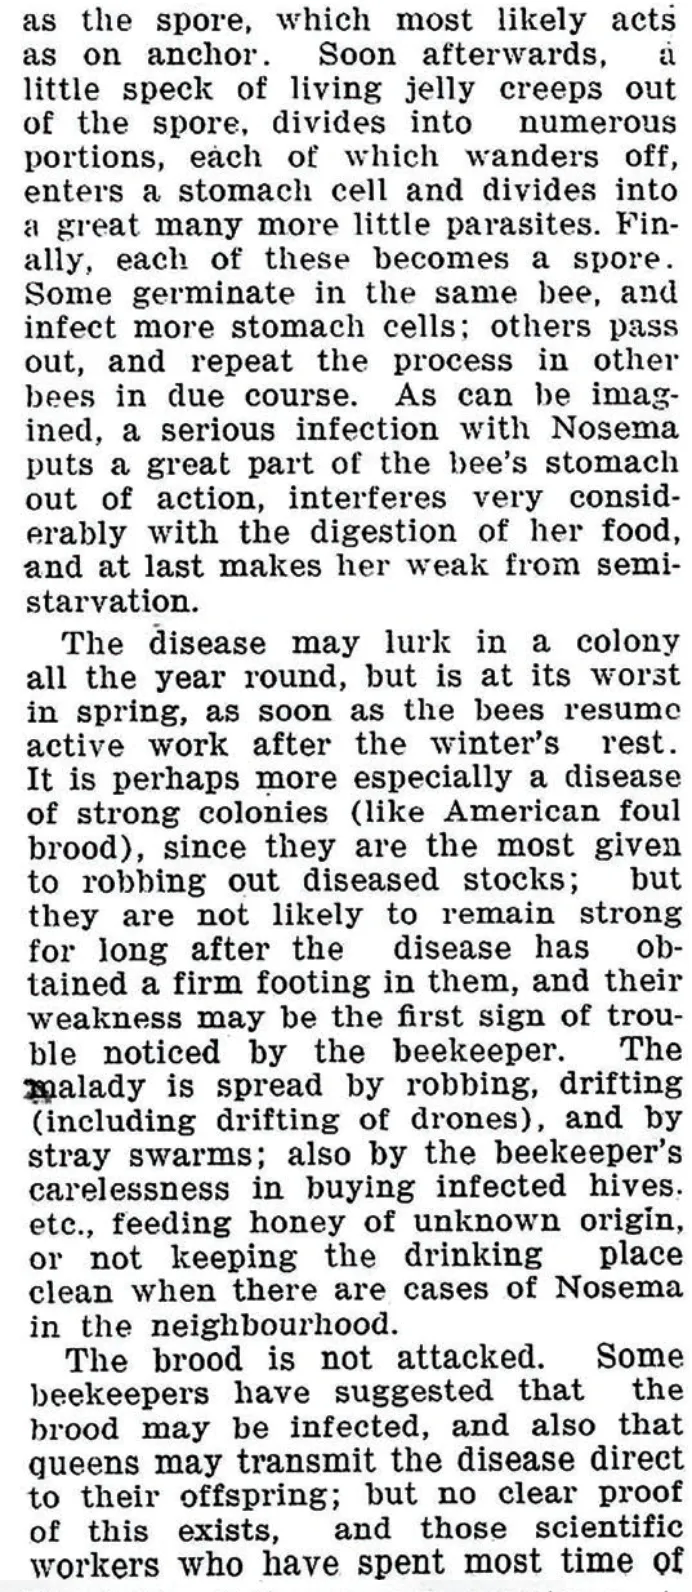 as the spore, which most likely acts
as on anchor. Soon afterwards, a
little speck of living jelly creeps out
of the spore, divides into numerous
portions, each of which wanders off,
enters a stomach cell and divides into
a great many more little parasites. Fin-
ally, each of these becomes a spore.
Some germinate in the same bee, and
infect more stomach cells; others pass
out, and repeat the process in other
bees in due course. As can be imag-
ined, a serious infection with Nosema
puts a great part of the bee's stomach
out of action, interferes very consid-
erably with the digestion of her food,
and at last makes her weak from semi-
starvation.
The disease may lurk in a colony
all the year round, but is at its worst
in spring, as soon as the bees resume
active work after the winter's rest.
It is perhaps more especially a disease
of strong colonies (like American foul
brood), since they are the most given
to robbing out diseased stocks; but
they are not likely to remain strong
for long after the disease has ob-
tained a firm footing in them, and their
weakness may be the first sign of trou-
ble noticed by the beekeeper. The
malady is spread by robbing, drifting
(including drifting of drones), and by
stray swarms; also by the beekeeper's
carelessness in buying infected hives.
etc., feeding honey of unknown origin,
or not keeping the drinking place
clean when there are cases of Nosema
in the neighbourhood.
The brood is not attacked. Some
beekeepers have suggested that the
brood may be infected, and also that
queens may transmit the disease direct
to their offspring; but no clear proof
of this exists, and those scientific
workers who have spent most time of